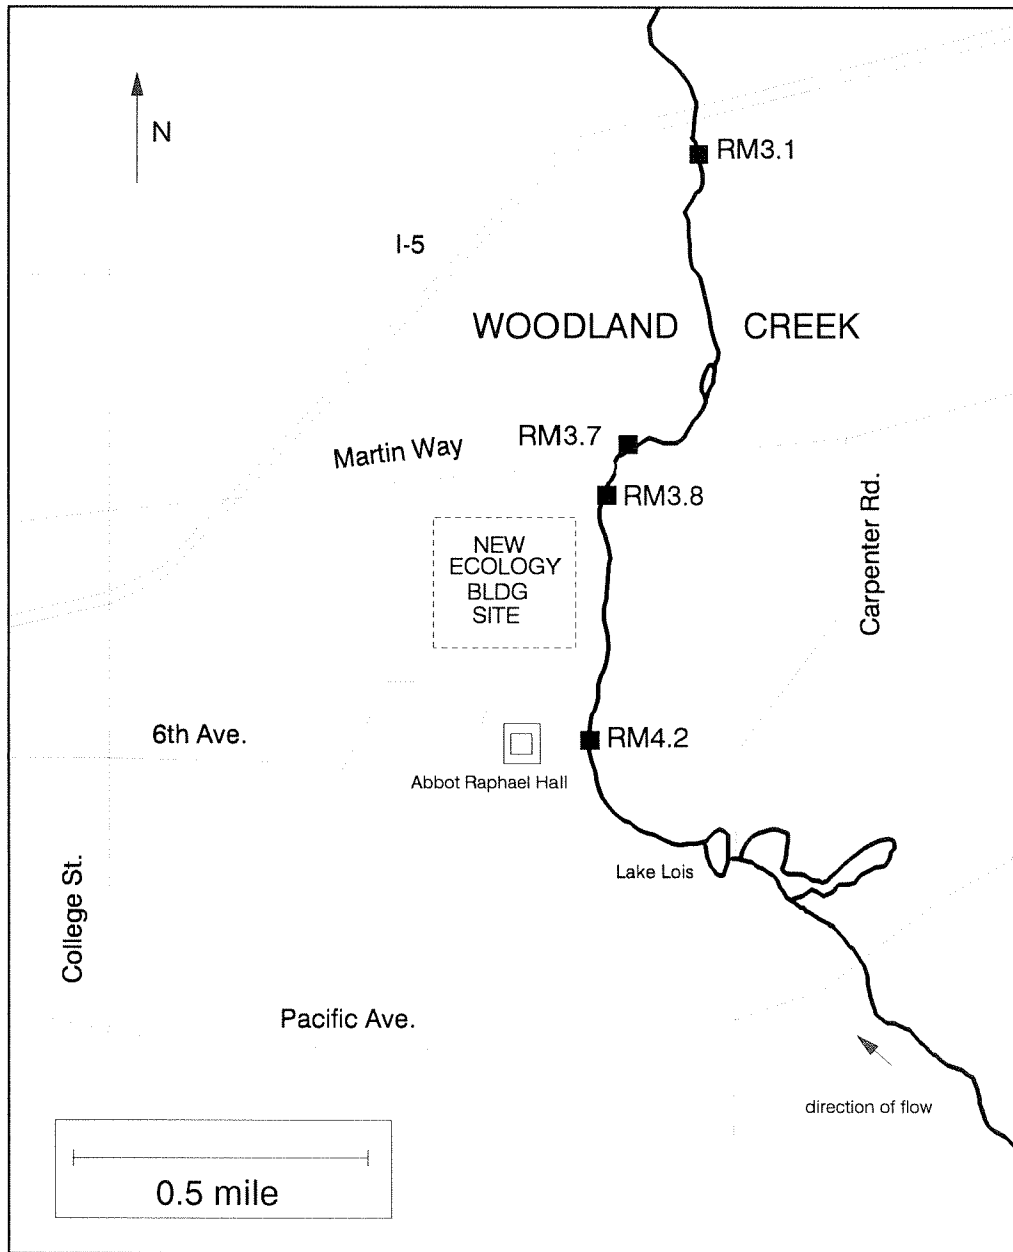 N
RM3.1
I-5
WOODLAND CREEK
RM3.7
Martin Way
RM3.8
Carpenter Rd.
NEW
ECOLOGY
BLDG
SITE
6th Ave.
RM4.2
Abbot Raphael Hall
Lake Lois
College St.
Pacific Ave.
direction of flow
0.5 mile